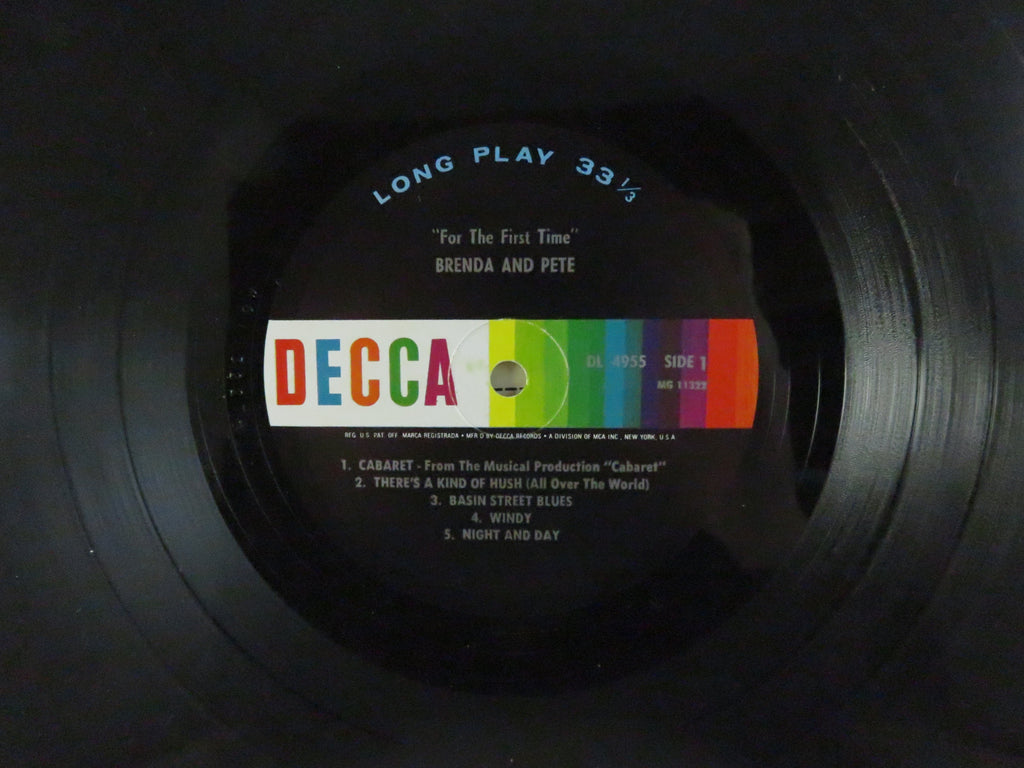 LONG PLAY 33 1/3
"For The First Time"
BRENDA AND PETE
DECCA
DL 4955 SIDE 1
MG 11322
REG. U.S. PAT. OFF. MARCA REGISTRADA • MFR'D BY DECCA RECORDS • A DIVISION OF MCA INC., NEW YORK, U.S.A
1. CABARET - From The Musical Production "Cabaret"
2. THERE'S A KIND OF HUSH (All Over The World)
3. BASIN STREET BLUES
4. WINDY
5. NIGHT AND DAY